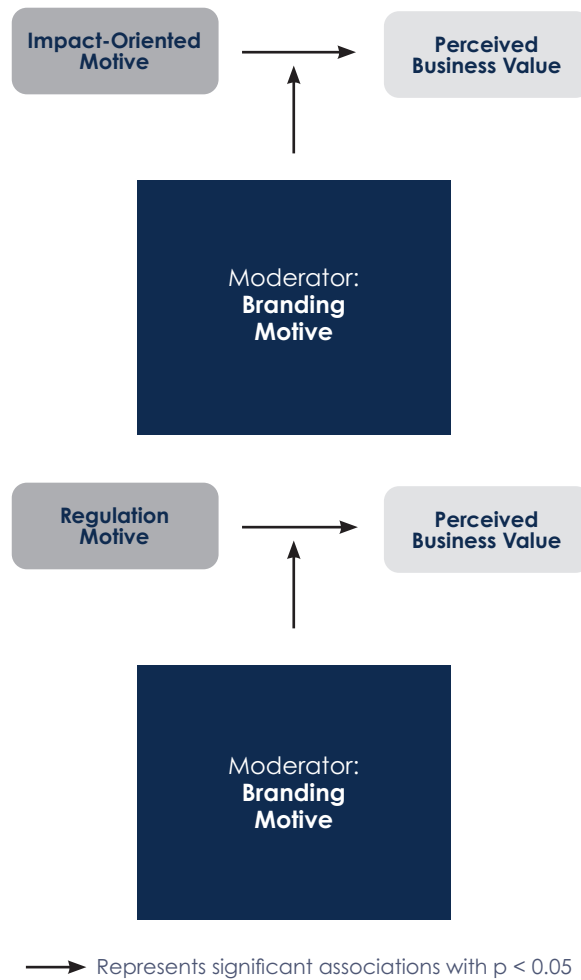 Impact-Oriented
Motive
Perceived
Business Value
Moderator:
Branding
Motive
Regulation
Motive
Perceived
Business Value
Moderator:
Branding
Motive
Represents significant associations with p < 0.05